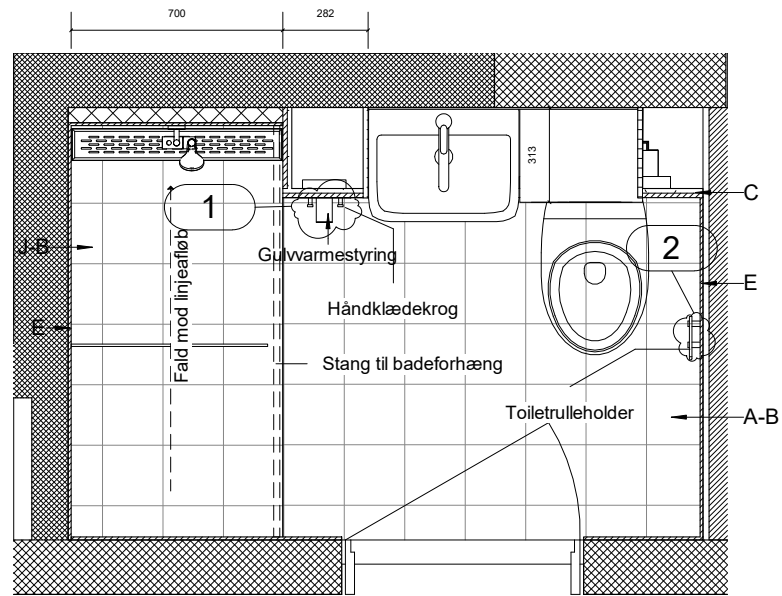 700
282
313
C
1
2
Gulvvarmestyring
J-B
E
Håndklædekrog
E
Fald mod linjeafløb
Stang til badeforhæng
Toiletrulleholder
A-B